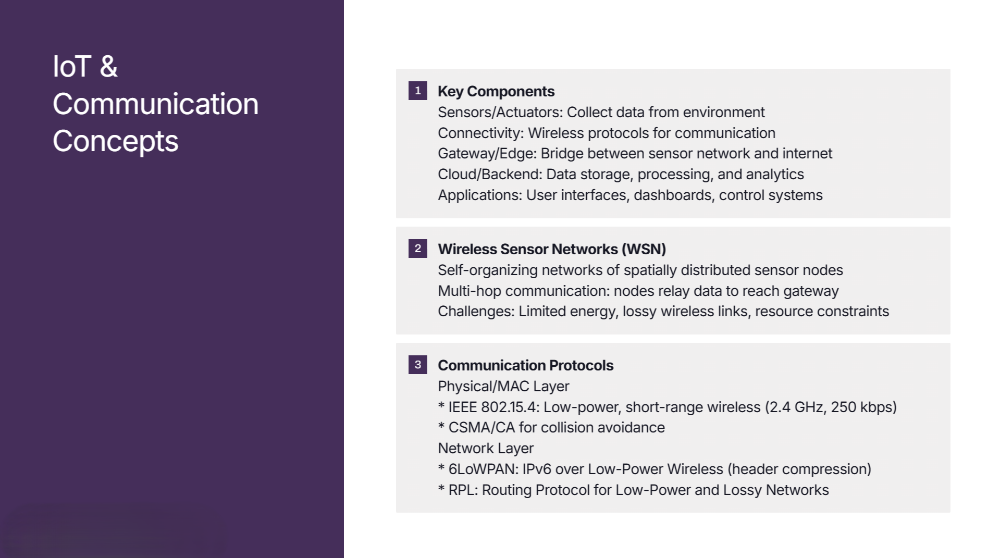 IoT &
Communication
Concepts
1
Key Components
Sensors/Actuators: Collect data from environment
Connectivity: Wireless protocols for communication
Gateway/Edge: Bridge between sensor network and internet
Cloud/Backend: Data storage, processing, and analytics
Applications: User interfaces, dashboards, control systems
2
Wireless Sensor Networks (WSN)
Self-organizing networks of spatially distributed sensor nodes
Multi-hop communication: nodes relay data to reach gateway
Challenges: Limited energy, lossy wireless links, resource constraints
3
Communication Protocols
Physical/MAC Layer
* IEEE 802.15.4: Low-power, short-range wireless (2.4 GHz, 250 kbps)
* CSMA/CA for collision avoidance
Network Layer
* 6LoWPAN: IPv6 over Low-Power Wireless (header compression)
* RPL: Routing Protocol for Low-Power and Lossy Networks